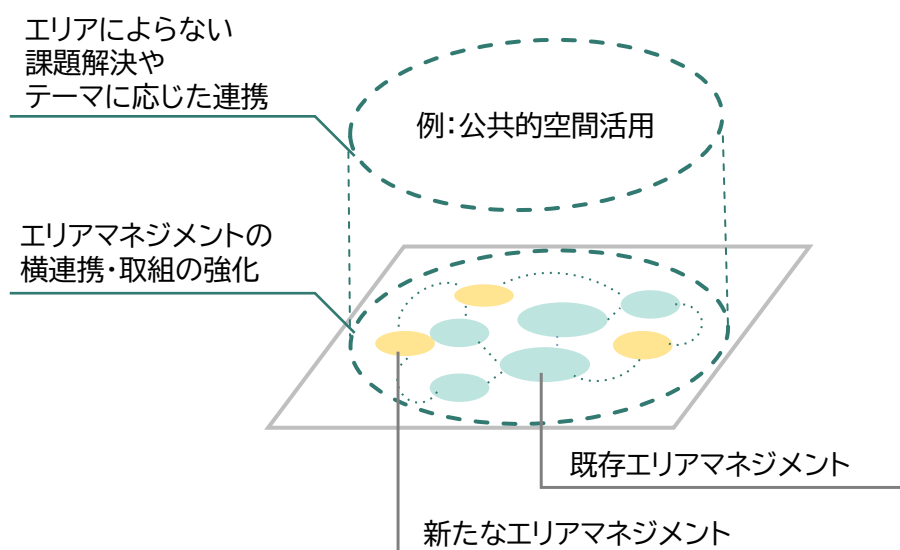 エリアによらない
課題解決や
テーマに応じた連携
例：公共的空間活用
エリアマネジメントの
横連携・取組の強化
既存エリアマネジメント
新たなエリアマネジメント